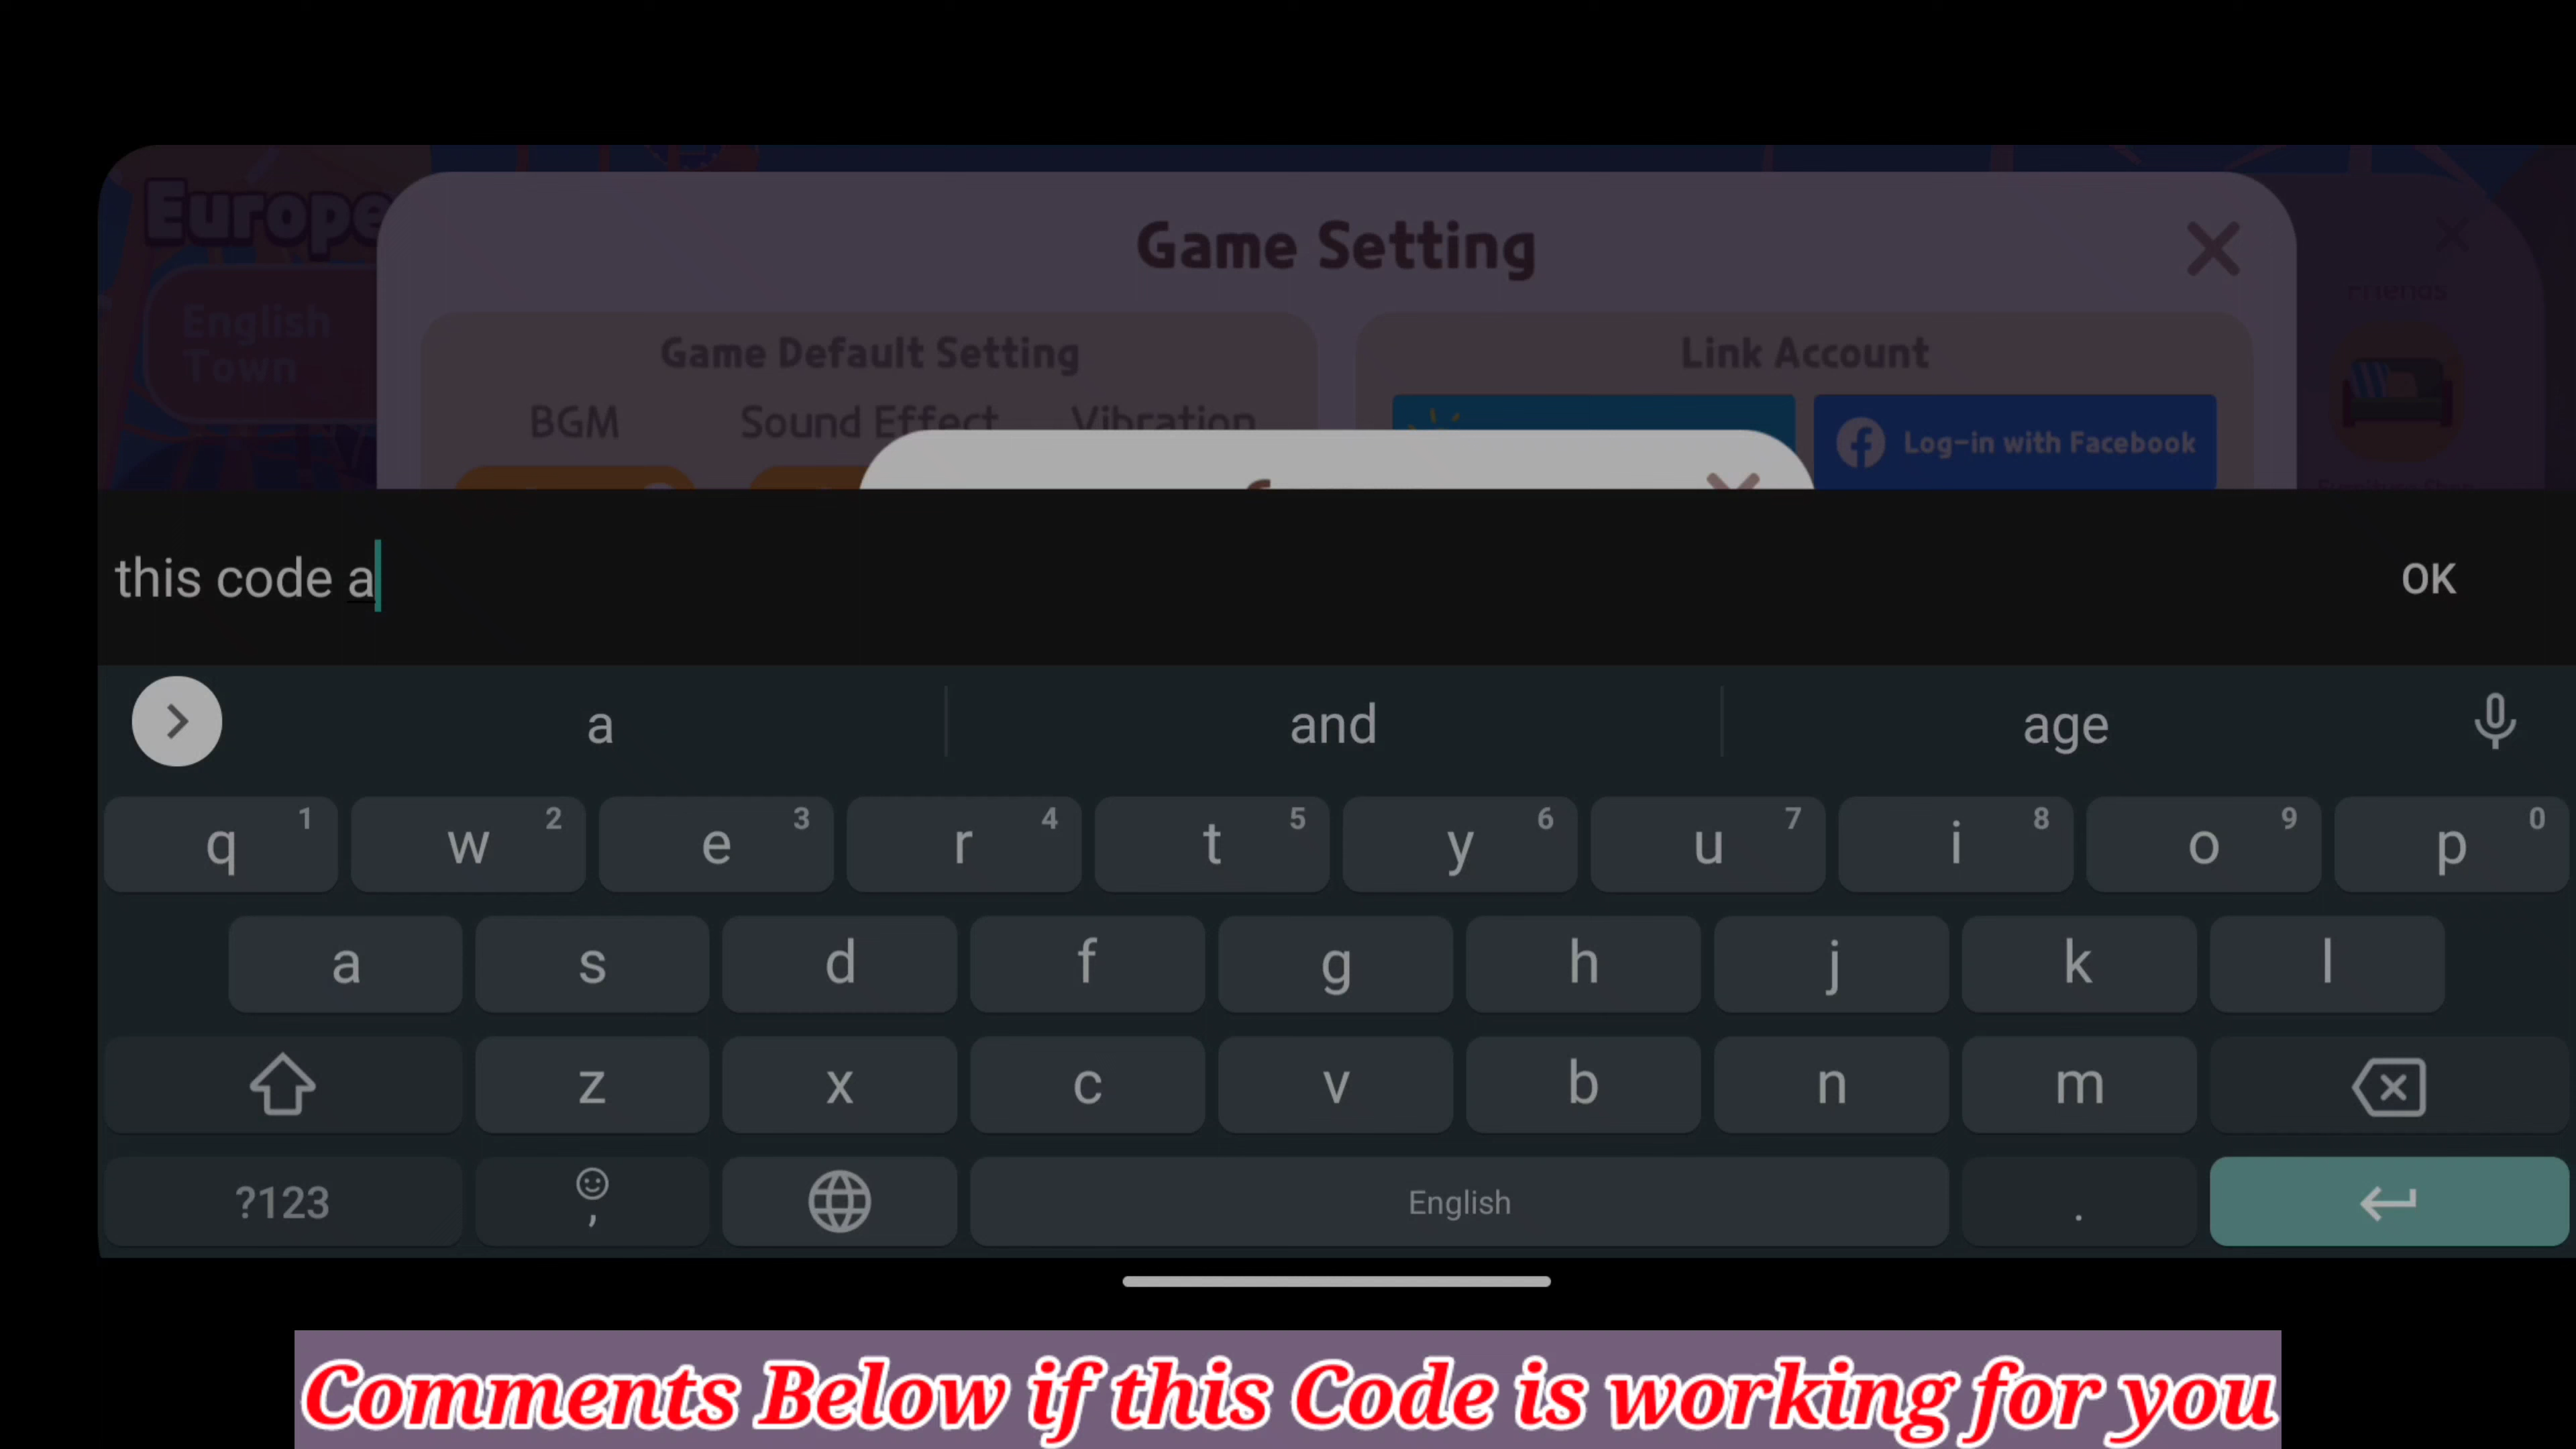 Europe
Game Setting
Friends
English
Town
Game Default Setting
Link Account
BGM
Sound Effect
Vibration
Log-in with Facebook
this code a
OK
a
and
age
q 1
w 2
e 3
r 4
t 5
y 6
u 7
i 8
o 9
p 0
a
s
d
f
g
h
j
k
l
z
x
c
v
b
n
m
?123
,
English
.
Comments Below if this Code is working for you